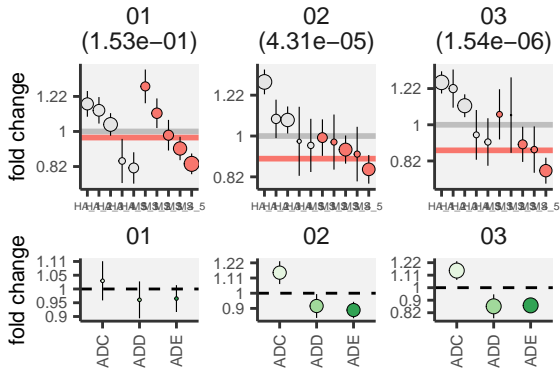 01 02 03
(1.53e−01) (4.31e−05) (1.54e−06)
fold change
1.22 1.22 1.22
1 1 1
0.82 0.82 0.82
01 02 03
fold change
1.11 1.22 1.22
1.05 1.11 1.11
1 1 1
0.95 0.9 0.9
0.9 0.82
ADC ADD ADE ADC ADD ADE ADC ADD ADE